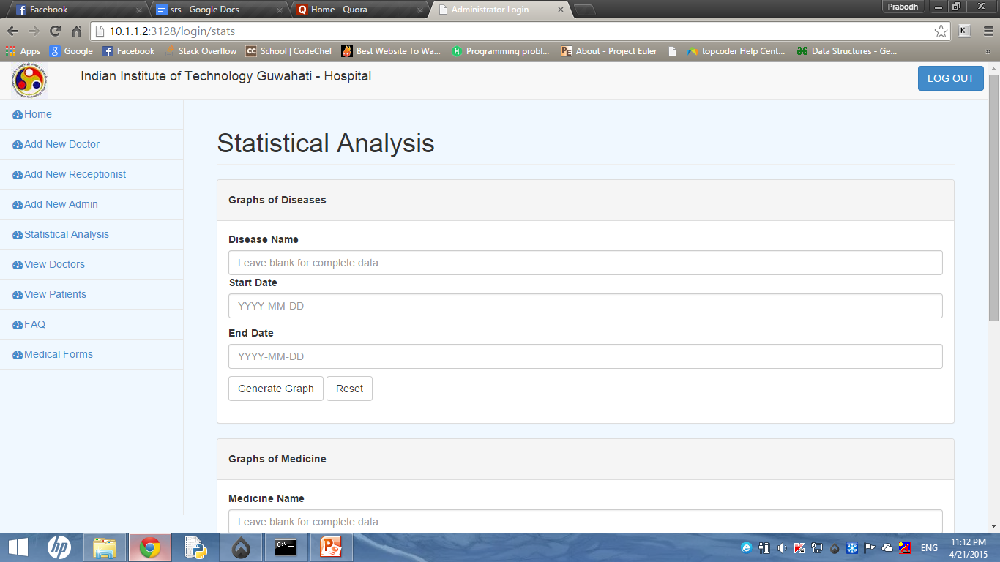 Facebook srs - Google Docs Home - Quora Administrator Login Prabodh
10.1.1.2:3128/login/stats K
Apps Google Facebook Stack Overflow CC School | CodeChef Best Website To Wa... Programming probl... About - Project Euler topcoder Help Cent... Data Structures - Ge... »
Indian Institute of Technology Guwahati - Hospital LOG OUT
Home
Add New Doctor
Add New Receptionist
Add New Admin
Statistical Analysis
View Doctors
View Patients
FAQ
Medical Forms
Statistical Analysis
Graphs of Diseases
Disease Name
Leave blank for complete data
Start Date
YYYY-MM-DD
End Date
YYYY-MM-DD
Generate Graph Reset
Graphs of Medicine
Medicine Name
Leave blank for complete data
ENG 11:12 PM
4/21/2015